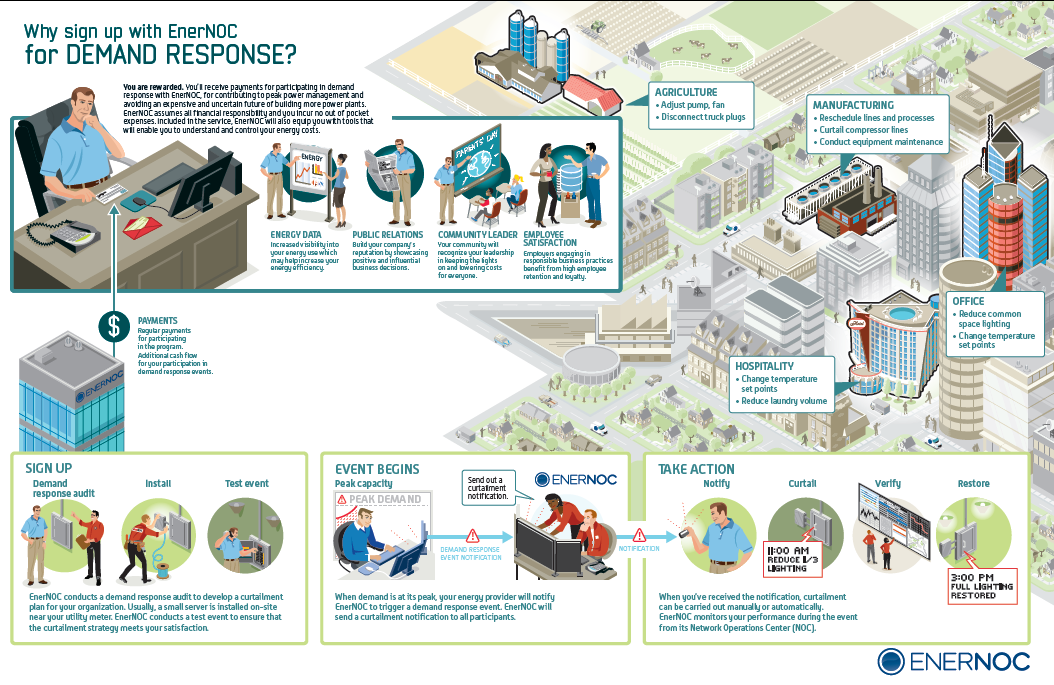 Why sign up with EnerNOC
for DEMAND RESPONSE?
You are rewarded. You'll receive payments for participating in demand
response with EnerNOC, for contributing to peak power management and
avoiding an expensive and uncertain future of building more power plants.
EnerNOC assumes all financial responsibility and you incur no out of pocket
expenses. Included in the service, EnerNOC will also equip you with tools that
will enable you to understand and control your energy costs.
ENERGY
PARENTS' DAY
ENERGY DATA
Increased visibility into
your energy use which
may help increase your
energy efficiency.
PUBLIC RELATIONS
Build your company's
reputation by showcasing
positive and influential
business decisions.
COMMUNITY LEADER
Your community will
recognize your leadership
in keeping the lights
on and lowering costs
for everyone.
EMPLOYEE
SATISFACTION
Employers engaging in
responsible business practices
benefit from high employee
retention and loyalty.
$
PAYMENTS
Regular payments
for participating
in the program.
Additional cash flow
for your participation in
demand response events.
ENERNOC
AGRICULTURE
• Adjust pump, fan
• Disconnect truck plugs
MANUFACTURING
• Reschedule lines and processes
• Curtail compressor lines
• Conduct equipment maintenance
OFFICE
• Reduce common
space lighting
• Change temperature
set points
Hotel
HOSPITALITY
• Change temperature
set points
• Reduce laundry volume
SIGN UP
Demand
response audit
Install
Test event
EnerNOC conducts a demand response audit to develop a curtailment
plan for your organization. Usually, a small server is installed on-site
near your utility meter. EnerNOC conducts a test event to ensure that
the curtailment strategy meets your satisfaction.
EVENT BEGINS
Peak capacity
PEAK DEMAND
DEMAND RESPONSE
EVENT NOTIFICATION
Send out a
curtailment
notification.
ENERNOC
NOTIFICATION
When demand is at its peak, your energy provider will notify
EnerNOC to trigger a demand response event. EnerNOC will
send a curtailment notification to all participants.
TAKE ACTION
Notify
Curtail
Verify
Restore
11:00 AM
REDUCE 1/3
LIGHTING
3:00 PM
FULL LIGHTING
RESTORED
When you've received the notification, curtailment
can be carried out manually or automatically.
EnerNOC monitors your performance during the event
from its Network Operations Center (NOC).
ENERNOC